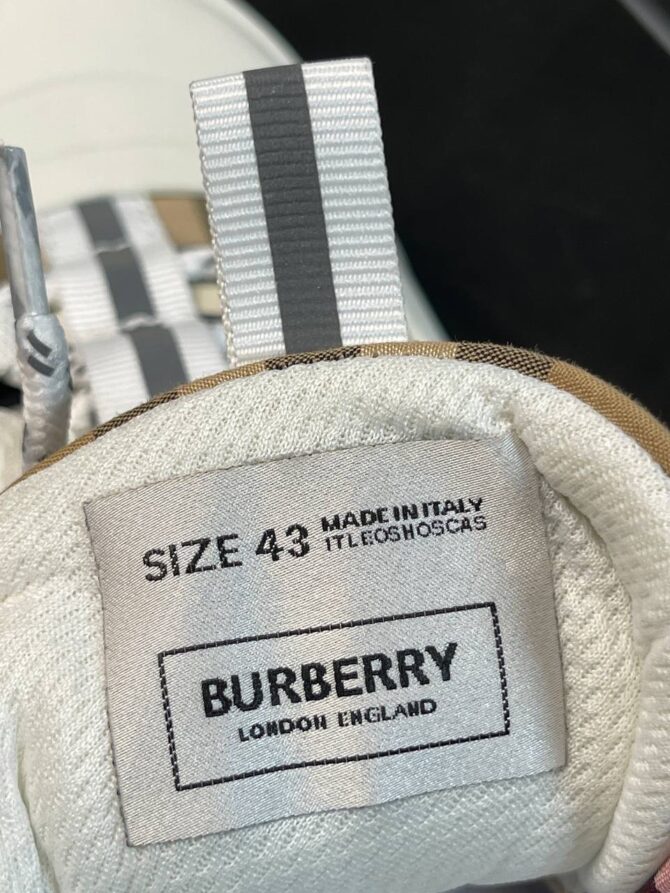 SIZE 43
MADE IN ITALY
ITLEOSHOSCAS
BURBERRY
LONDON ENGLAND